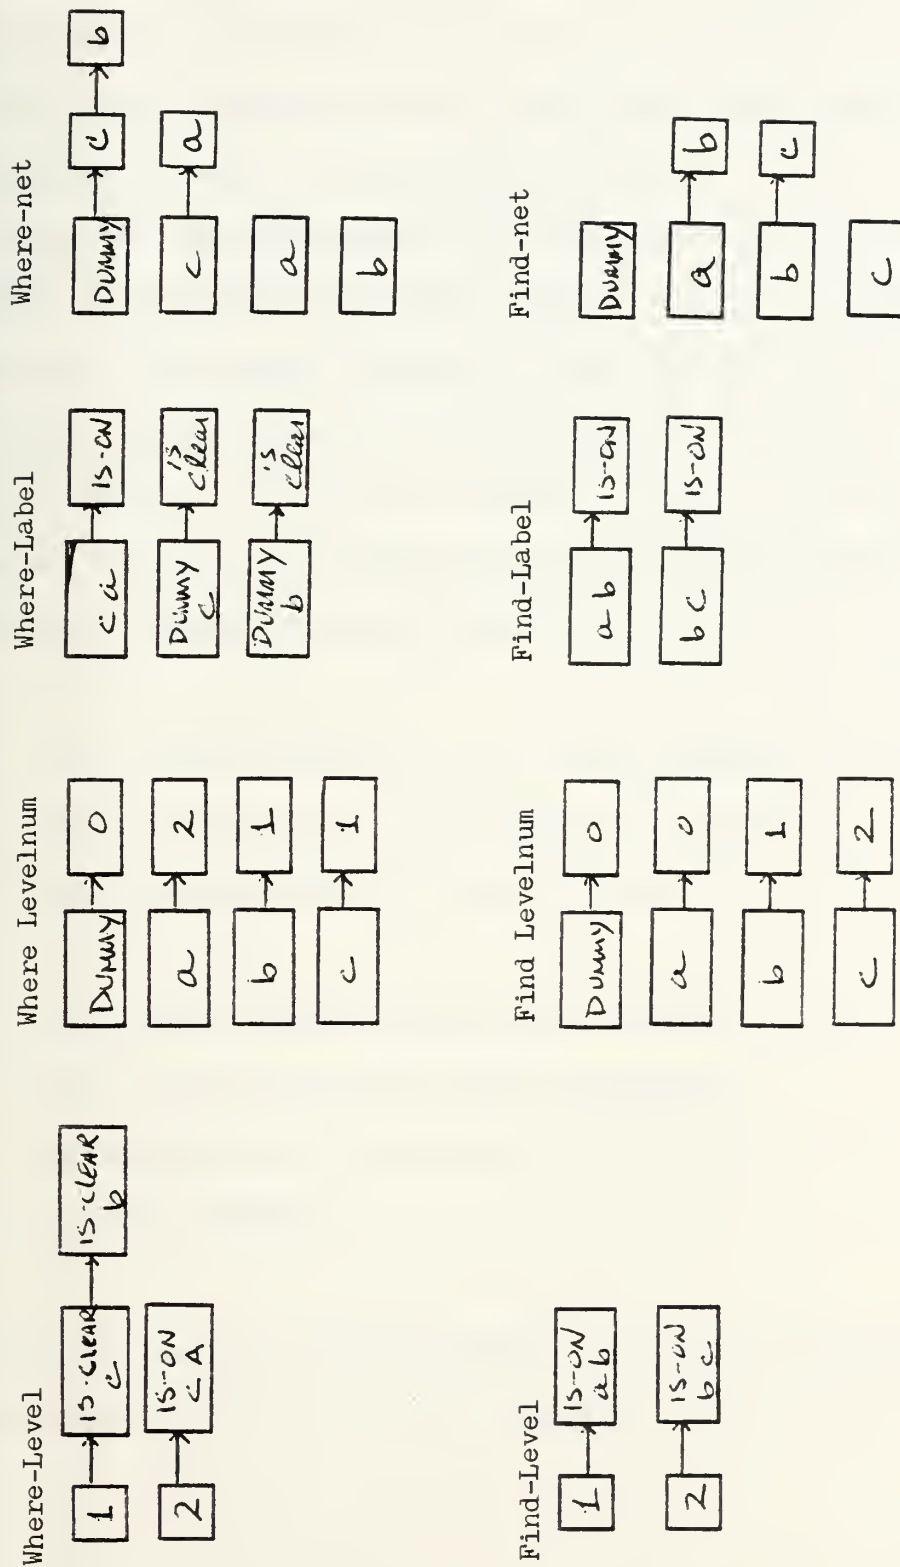 Where-Level
1 IS-CLEAR c IS-CLEAR b
2 IS-ON c A
Where Levelnum
DUMMY 0
a 2
b 1
c 1
Where-Label
c a IS-ON
DUMMY c is clear
DUMMY b is clear
Where-net
DUMMY c b
c a
a
b
Find-Level
1 IS-ON a b
2 IS-ON b c
Find Levelnum
DUMMY 0
a 0
b 1
c 2
Find-Label
a b IS-ON
b c IS-ON
Find-net
DUMMY
a b
b c
c